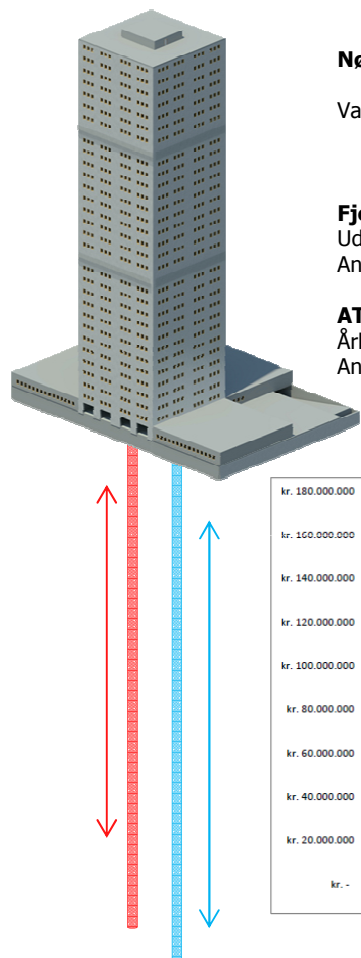 Nø
Va
Fje
Ud
An
AT
Årl
An
kr. 180.000.000
kr. 160.000.000
kr. 140.000.000
kr. 120.000.000
kr. 100.000.000
kr. 80.000.000
kr. 60.000.000
kr. 40.000.000
kr. 20.000.000
kr. -